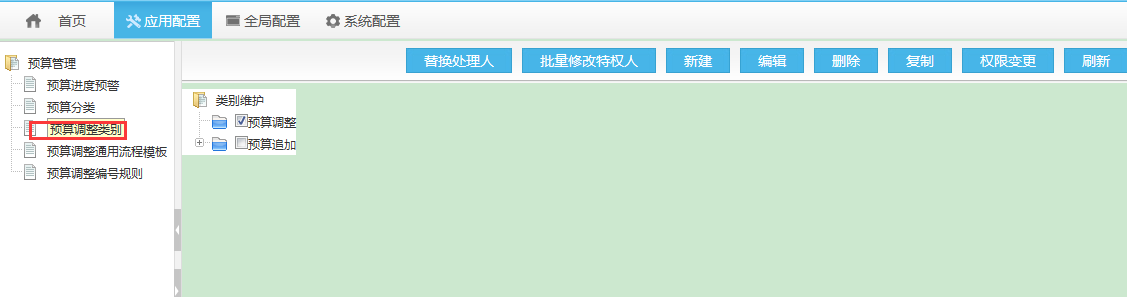 首页 应用配置 全局配置 系统配置
替换处理人 批量修改特权人 新建 编辑 删除 复制 权限变更 刷新
预算管理
预算进度预警
预算分类
预算调整类别
预算调整通用流程模板
预算调整编号规则
类别维护
预算调整
预算追加